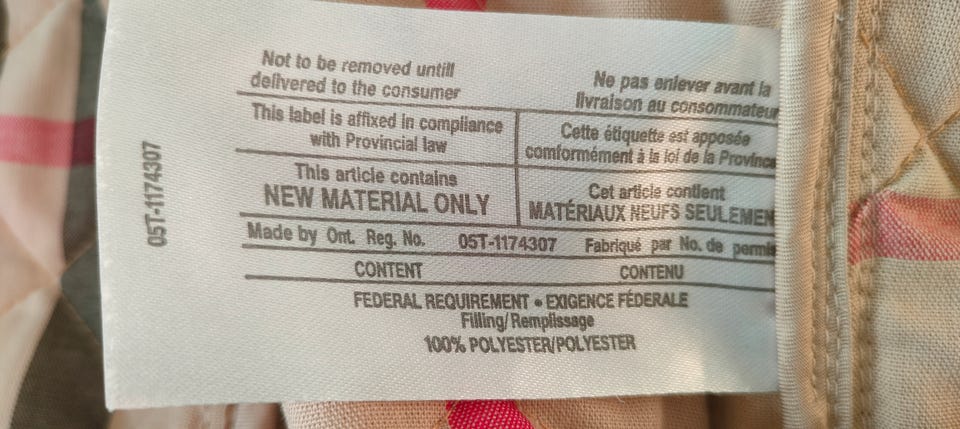 Not to be removed untill
delivered to the consumer
Ne pas enlever avant la
livraison au consommateur
This label is affixed in compliance
with Provincial law
Cette étiquette est apposée
comformément à la loi de la Province
This article contains
NEW MATERIAL ONLY
Cet article contient
MATÉRIAUX NEUFS SEULEMEN
Made by Ont. Reg. No. 05T-1174307 Fabriqué par No. de permis
CONTENT CONTENU
FEDERAL REQUIREMENT • EXIGENCE FÉDERALE
Filling/Remplissage
100% POLYESTER/POLYESTER
05T-1174307